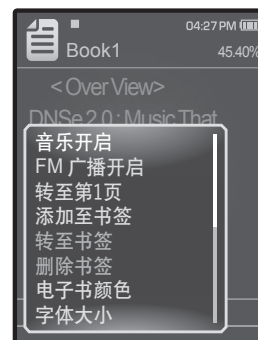 04:27 PM
Book1
45.40%
<Over View>
DNSe 2.0 : Music That
音乐开启
FM 广播开启
转至第1页
添加至书签
转至书签
删除书签
电子书颜色
字体大小